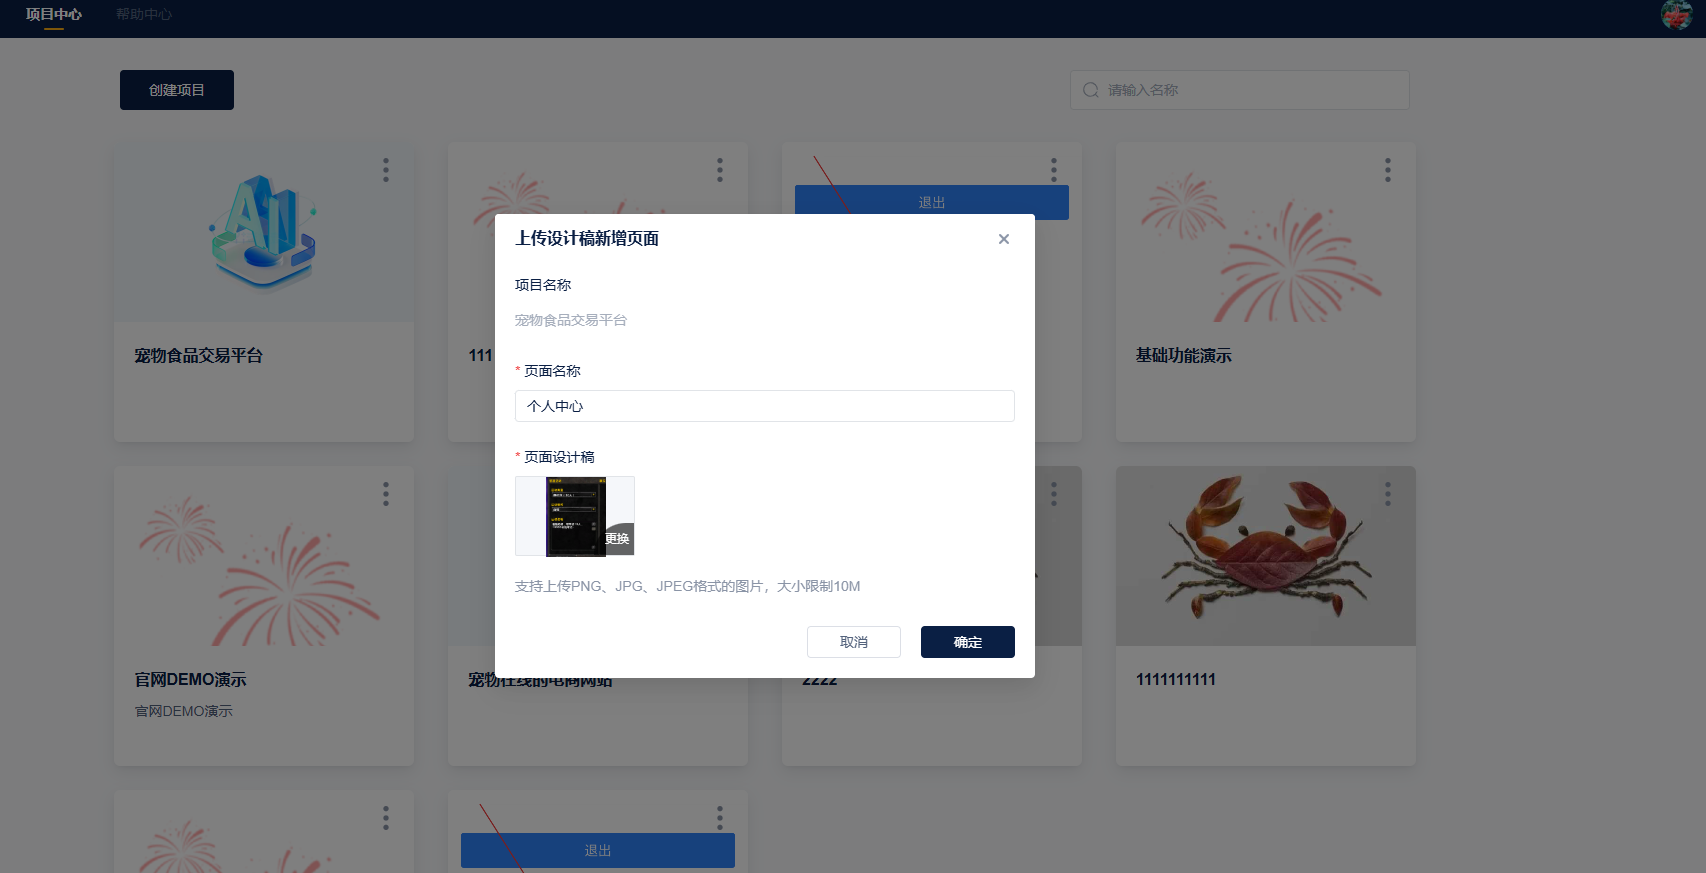 项目中心
帮助中心
创建项目
请输入名称
退出
上传设计稿新增页面
项目名称
宠物食品交易平台
* 页面名称
个人中心
* 页面设计稿
更换
支持上传PNG、JPG、JPEG格式的图片，大小限制10M
取消
确定
宠物食品交易平台
111
基础功能演示
官网DEMO演示
官网DEMO演示
宠物在线的电商网站
2222
1111111111
退出